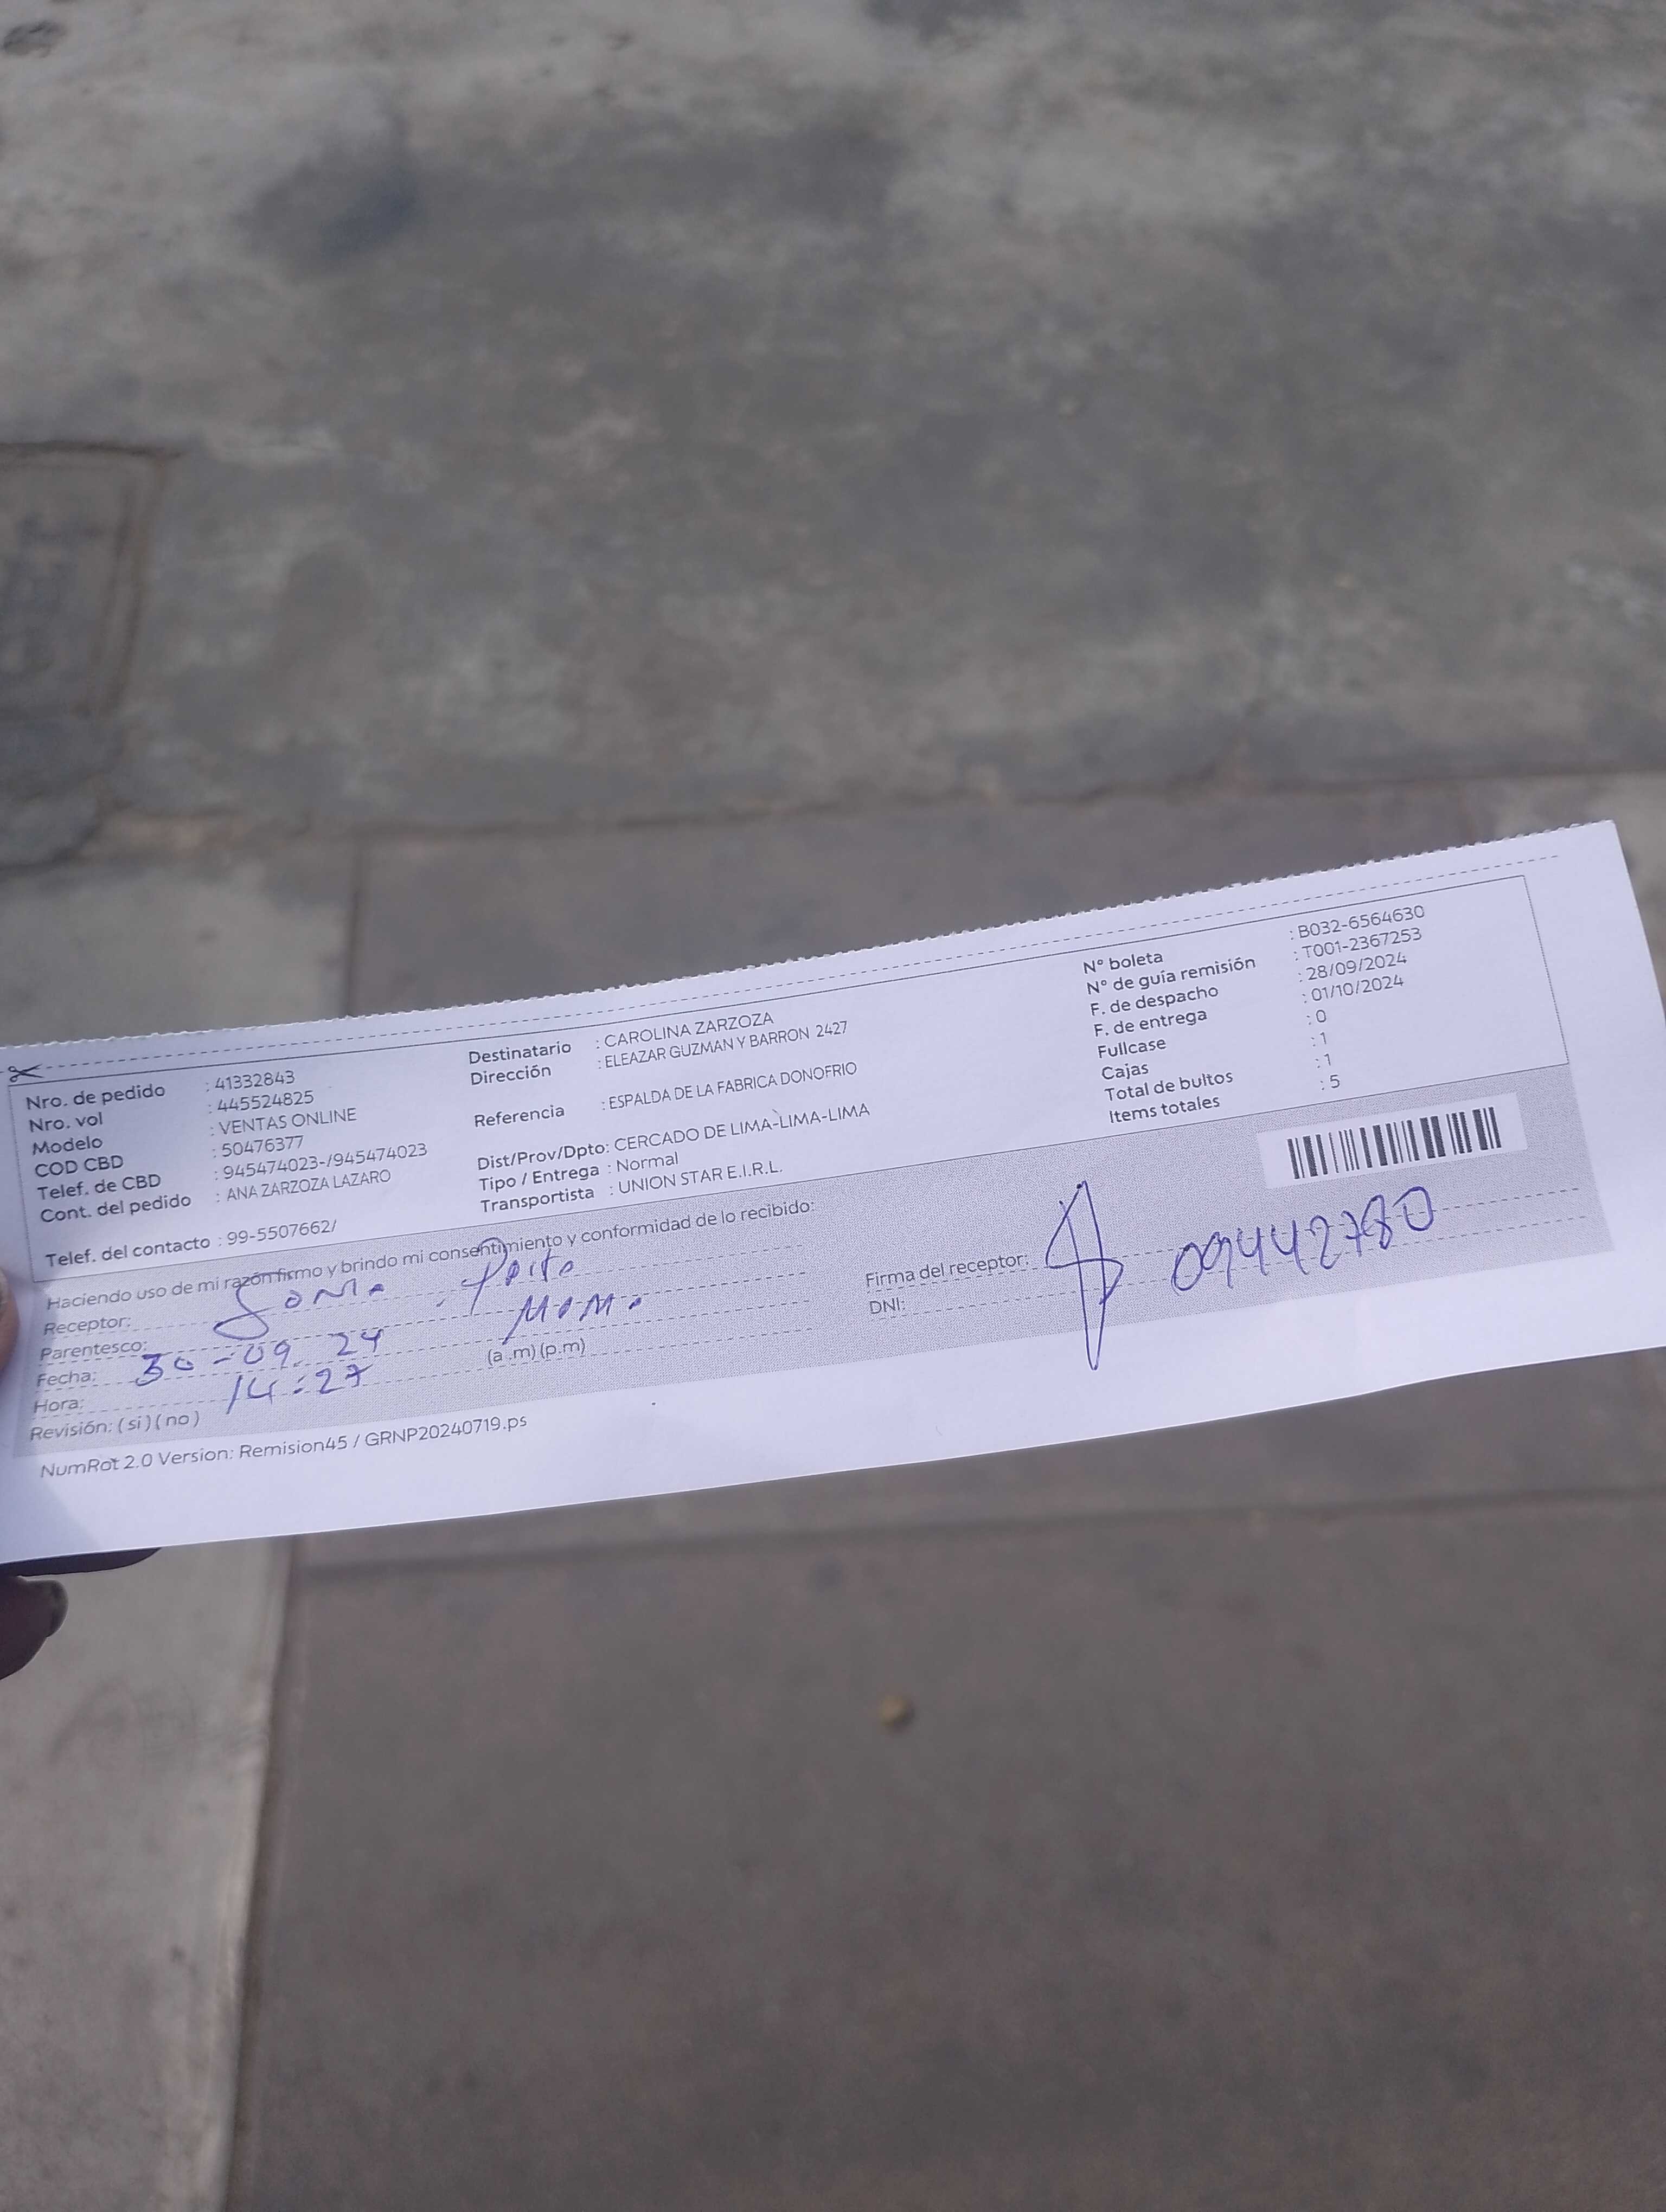 Nro. de pedido : 41332843
Nro. vol : 445524825
Modelo : VENTAS ONLINE
COD CBD : 50476377
Telef. de CBD : 945474023-/945474023
Cont. del pedido : ANA ZARZOZA LAZARO
Telef. del contacto : 99-5507662/
Destinatario : CAROLINA ZARZOZA
Dirección : ELEAZAR GUZMAN Y BARRON 2427
Referencia : ESPALDA DE LA FABRICA DONOFRIO
Dist/Prov/Dpto: CERCADO DE LIMA-LIMA-LIMA
Tipo / Entrega : Normal
Transportista : UNION STAR E.I.R.L.
N° boleta : B032-6564630
N° de guía remisión : T001-2367253
F. de despacho : 28/09/2024
F. de entrega : 01/10/2024
Fullcase : 0
Cajas : 1
Total de bultos : 1
Items totales : 5
Haciendo uso de mi razón firmo y brindo mi consentimiento y conformidad de lo recibido:
Receptor: Sonia
Parentesco:
Fecha: 30-09. 24
Hora: 14:27 (a .m) (p.m)
Revisión: ( si ) ( no )
Firma del receptor:
DNI: 09442780
NumRot 2.0 Version: Remision45 / GRNP20240719.ps